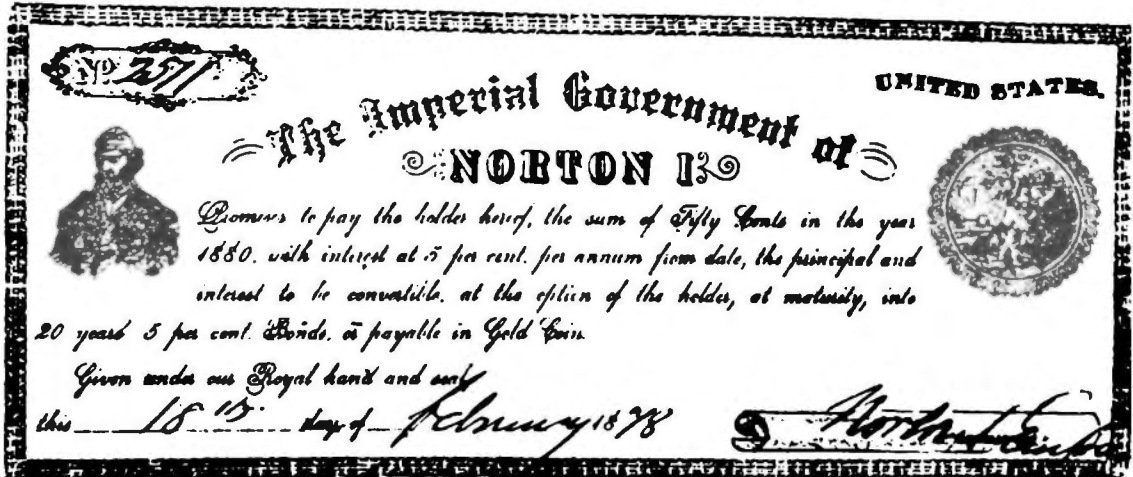 No 2571
UNITED STATES.
The Imperial Government of
NORTON I.
Promises to pay the holder hereof, the sum of Fifty Cents in the year
1880. with interest at 5 per cent. per annum from date, the principal and
interest to be convertible, at the option of the holder, at maturity, into
20 years 5 per cent. Bonds. or payable in Gold Coin.
Given under our Royal hand and seal
this 18th day of February 1878
Norton I